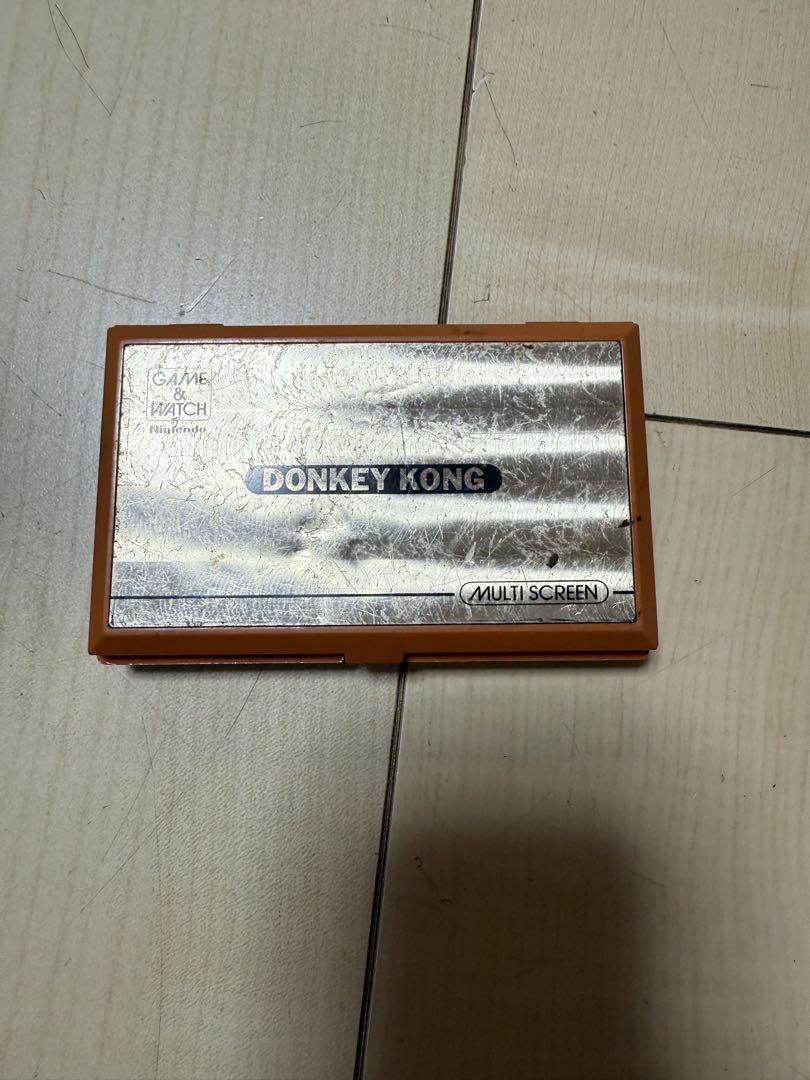 GAME
&
WATCH
Nintendo
DONKEY KONG
MULTI SCREEN